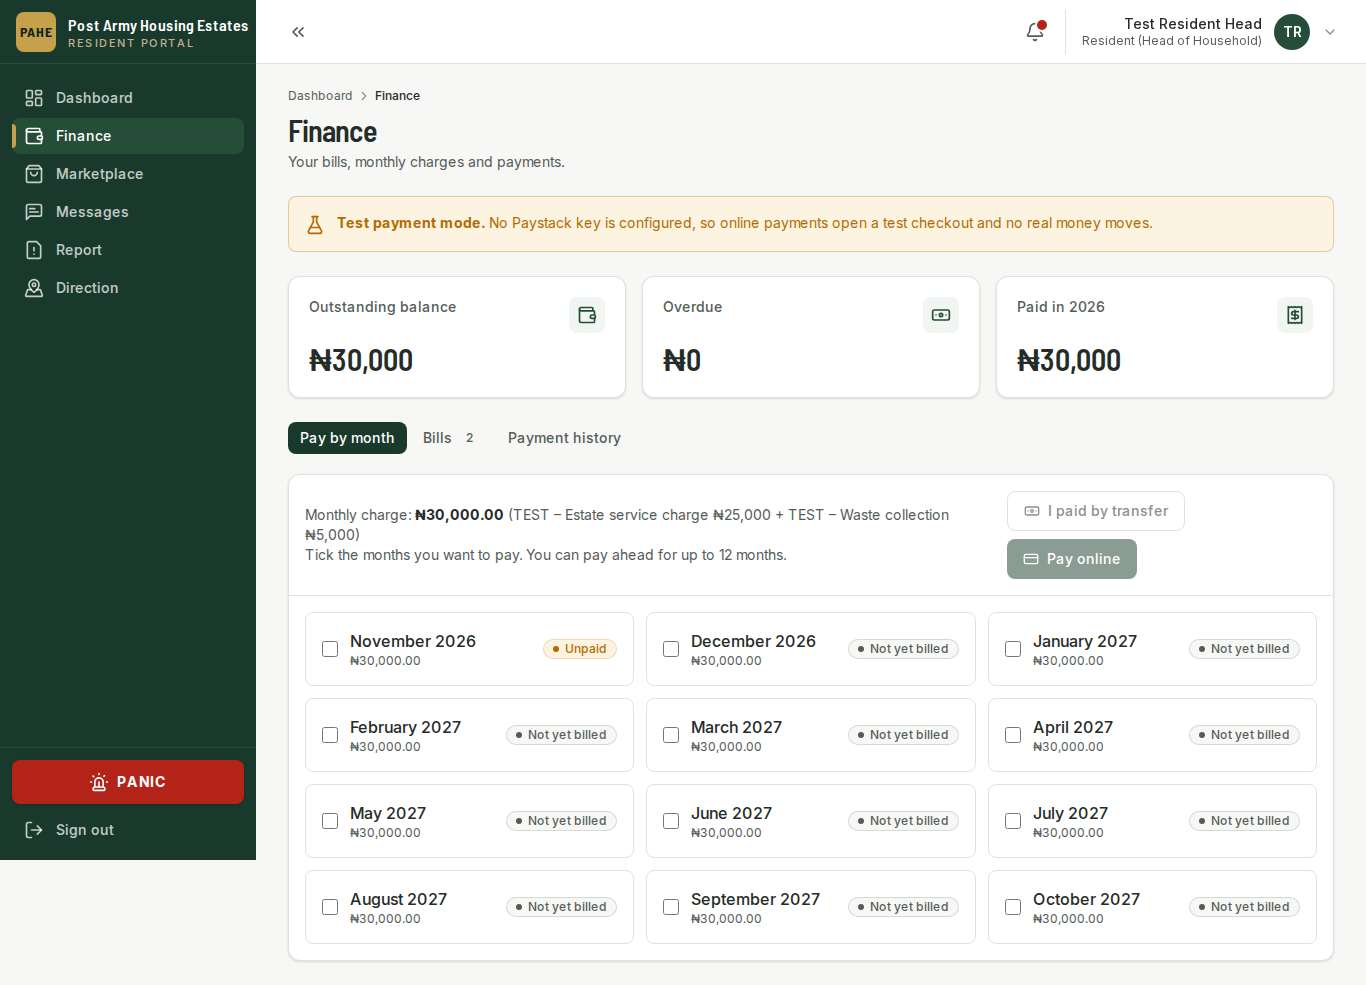 PAHE
Post Army Housing Estates
RESIDENT PORTAL
Test Resident Head
Resident (Head of Household)
TR
Dashboard
Finance
Marketplace
Messages
Report
Direction
PANIC
Sign out
Dashboard > Finance
Finance
Your bills, monthly charges and payments.
Test payment mode. No Paystack key is configured, so online payments open a test checkout and no real money moves.
Outstanding balance
₦30,000
Overdue
₦0
Paid in 2026
₦30,000
Pay by month
Bills 2
Payment history
Monthly charge: ₦30,000.00 (TEST – Estate service charge ₦25,000 + TEST – Waste collection
₦5,000)
Tick the months you want to pay. You can pay ahead for up to 12 months.
I paid by transfer
Pay online
November 2026
₦30,000.00
Unpaid
December 2026
₦30,000.00
Not yet billed
January 2027
₦30,000.00
Not yet billed
February 2027
₦30,000.00
Not yet billed
March 2027
₦30,000.00
Not yet billed
April 2027
₦30,000.00
Not yet billed
May 2027
₦30,000.00
Not yet billed
June 2027
₦30,000.00
Not yet billed
July 2027
₦30,000.00
Not yet billed
August 2027
₦30,000.00
Not yet billed
September 2027
₦30,000.00
Not yet billed
October 2027
₦30,000.00
Not yet billed